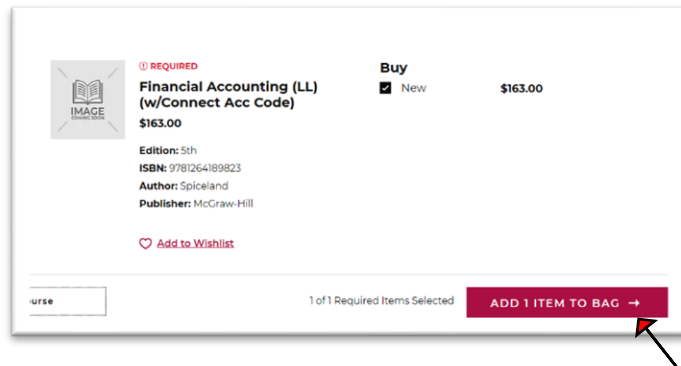 REQUIRED
Financial Accounting (LL)
(w/Connect Acc Code)
$163.00
Edition: 5th
ISBN: 9781264189823
Author: Spiceland
Publisher: McGraw-Hill
Add to Wishlist
IMAGE
COMING SOON
Buy
New
$163.00
urse
1 of 1 Required Items Selected
ADD 1 ITEM TO BAG →